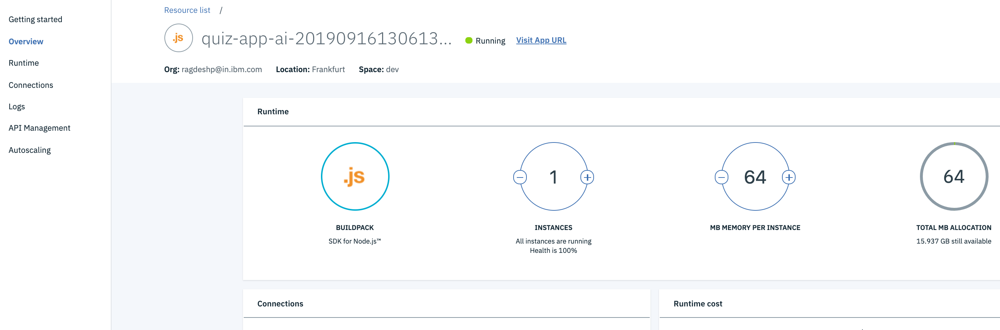 Getting started
Overview
Runtime
Connections
Logs
API Management
Autoscaling
Resource list /
.js quiz-app-ai-20190916130613... Running Visit App URL
Org: ragdeshp@in.ibm.com Location: Frankfurt Space: dev
Runtime
.js
BUILDPACK
SDK for Node.js™
− 1 +
INSTANCES
All instances are running
Health is 100%
− 64 +
MB MEMORY PER INSTANCE
64
TOTAL MB ALLOCATION
15.937 GB still available
Connections
Runtime cost